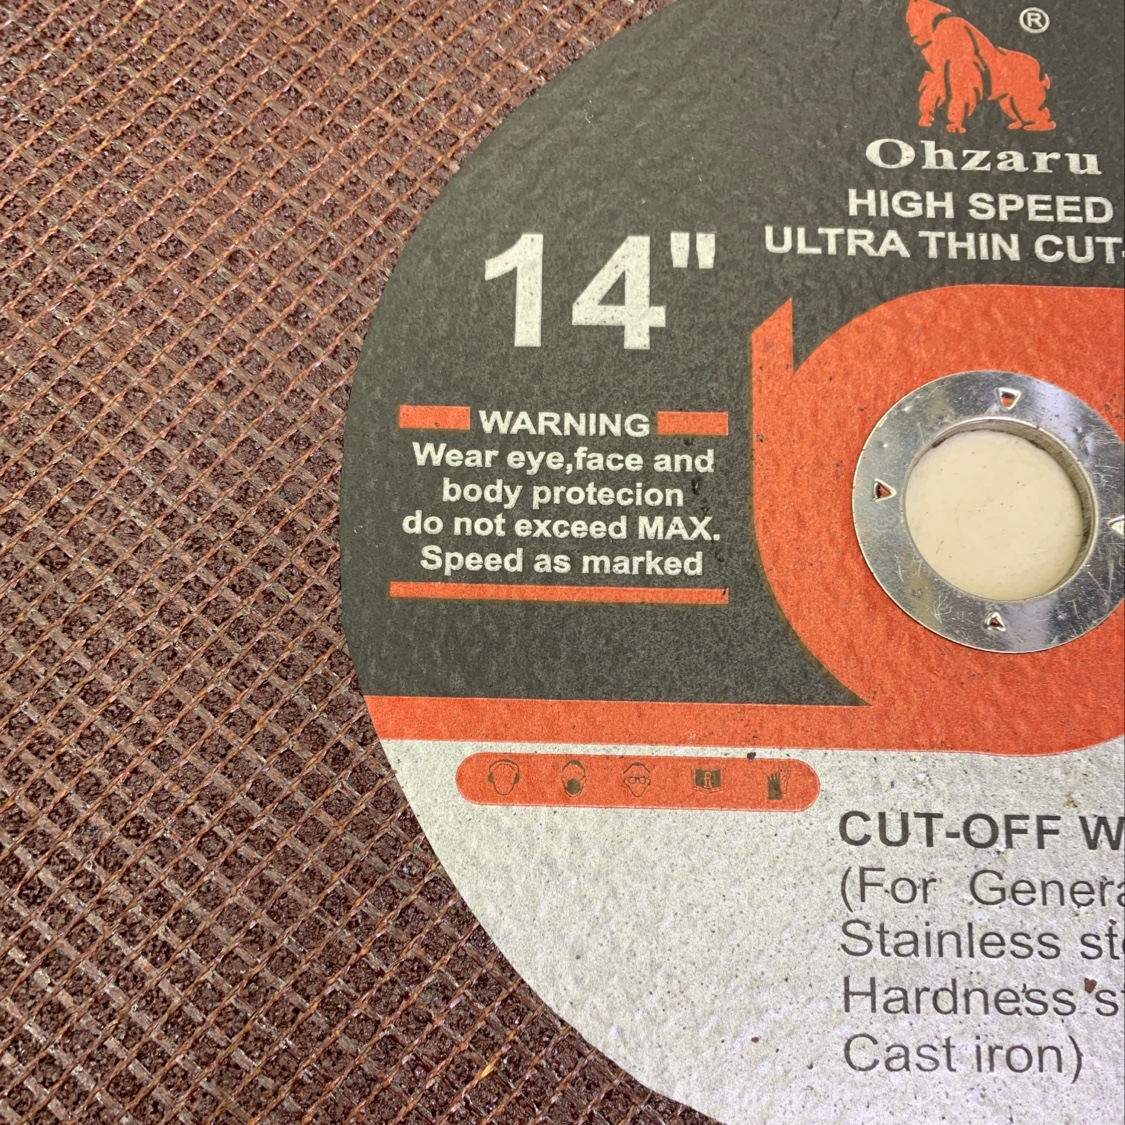 ®
Ohzaru
HIGH SPEED
ULTRA THIN CUT-
14"
WARNING
Wear eye,face and
body protecion
do not exceed MAX.
Speed as marked
CUT-OFF W
(For Genera
Stainless ste
Hardness st
Cast iron)